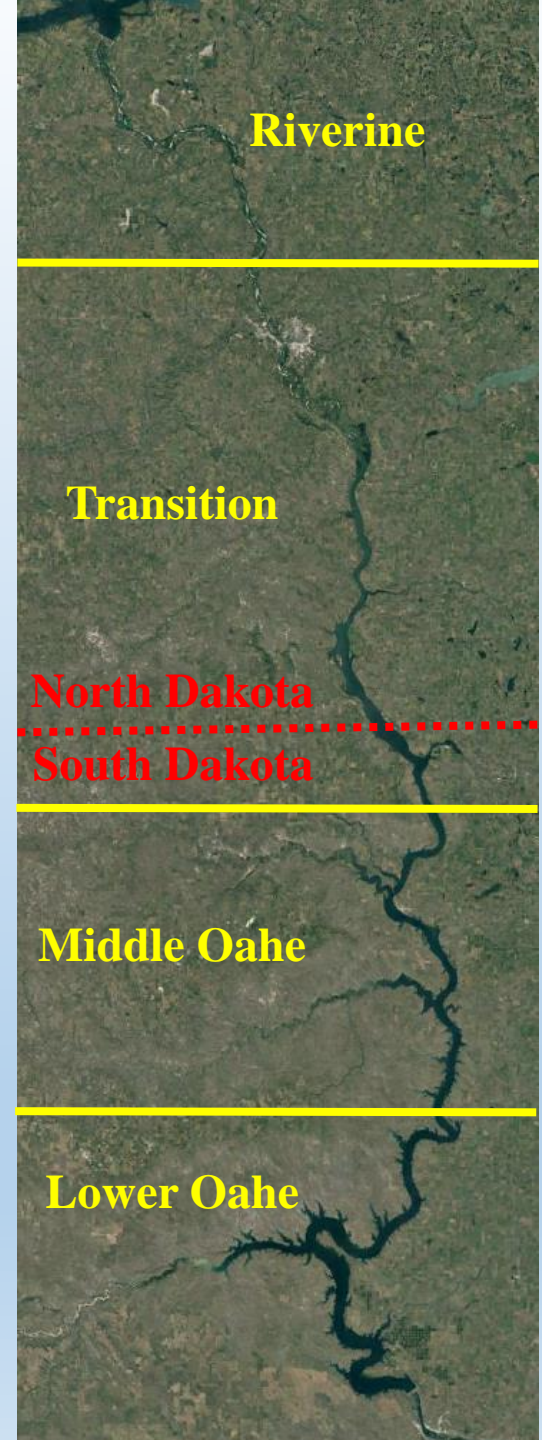 Riverine
Transition
North Dakota
South Dakota
Middle Oahe
Lower Oahe